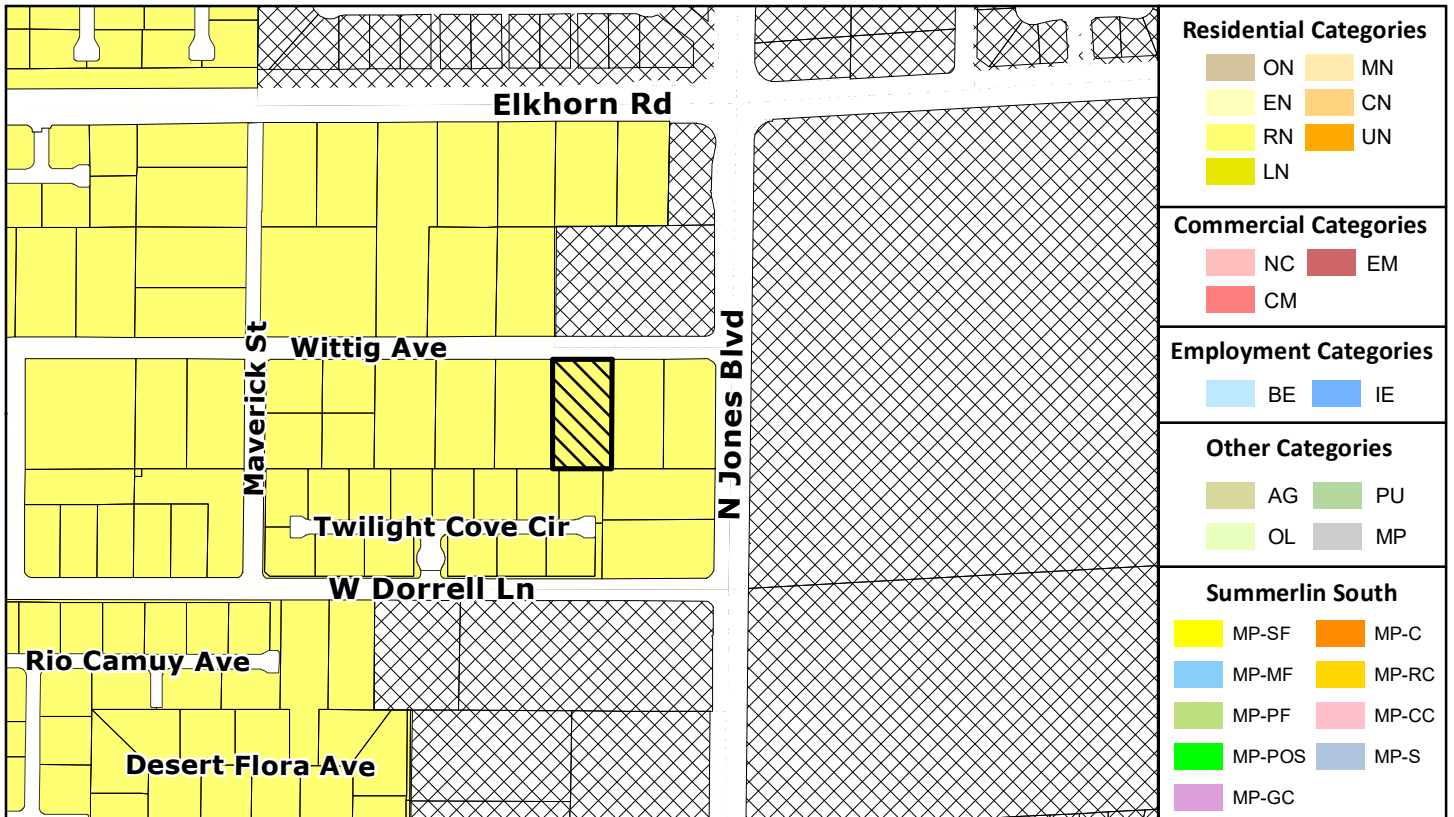 Elkhorn Rd
Wittig Ave
Maverick St
N Jones Blvd
Twilight Cove Cir
W Dorrell Ln
Rio Camuy Ave
Desert Flora Ave
Residential Categories
ON MN
EN CN
RN UN
LN
Commercial Categories
NC EM
CM
Employment Categories
BE IE
Other Categories
AG PU
OL MP
Summerlin South
MP-SF MP-C
MP-MF MP-RC
MP-PF MP-CC
MP-POS MP-S
MP-GC